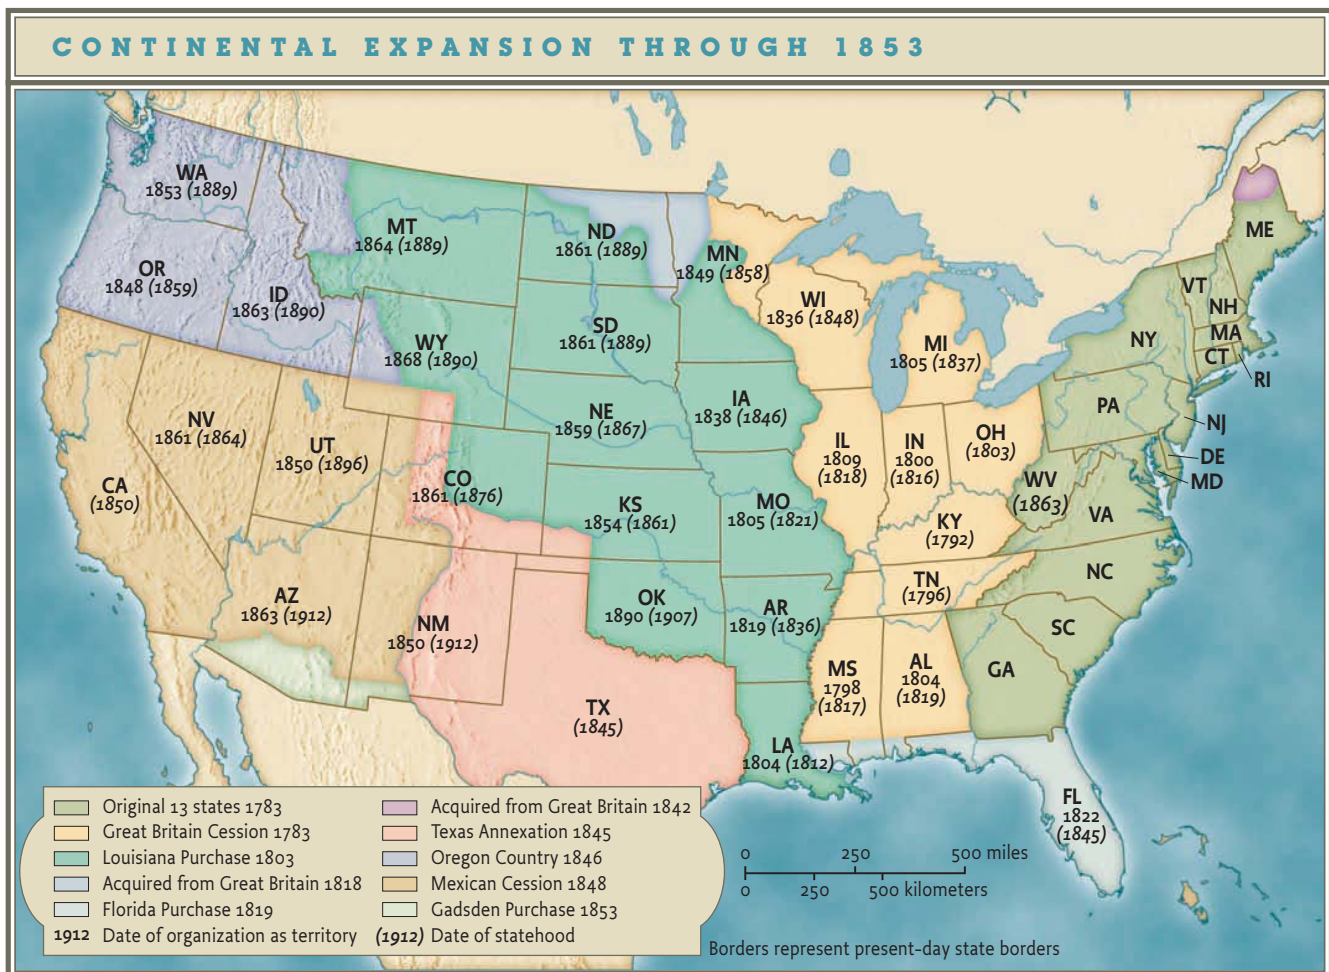 CONTINENTAL EXPANSION THROUGH 1853
WA
1853 (1889)
OR
1848 (1859)
ID
1863 (1890)
MT
1864 (1889)
ND
1861 (1889)
MN
1849 (1858)
WI
1836 (1848)
MI
1805 (1837)
ME
VT
NH
NY
MA
CT
RI
WY
1868 (1890)
SD
1861 (1889)
NE
1859 (1867)
IA
1838 (1846)
PA
NJ
DE
MD
NV
1861 (1864)
UT
1850 (1896)
CA
(1850)
CO
1861 (1876)
KS
1854 (1861)
MO
1805 (1821)
IL
1809
(1818)
IN
1800
(1816)
OH
(1803)
WV
(1863)
VA
KY
(1792)
NC
TN
(1796)
SC
AZ
1863 (1912)
NM
1850 (1912)
OK
1890 (1907)
AR
1819 (1836)
MS
1798
(1817)
AL
1804
(1819)
GA
TX
(1845)
LA
1804 (1812)
FL
1822
(1845)
Original 13 states 1783
Great Britain Cession 1783
Louisiana Purchase 1803
Acquired from Great Britain 1818
Florida Purchase 1819
1912 Date of organization as territory
Acquired from Great Britain 1842
Texas Annexation 1845
Oregon Country 1846
Mexican Cession 1848
Gadsden Purchase 1853
(1912) Date of statehood
0 250 500 miles
0 250 500 kilometers
Borders represent present-day state borders